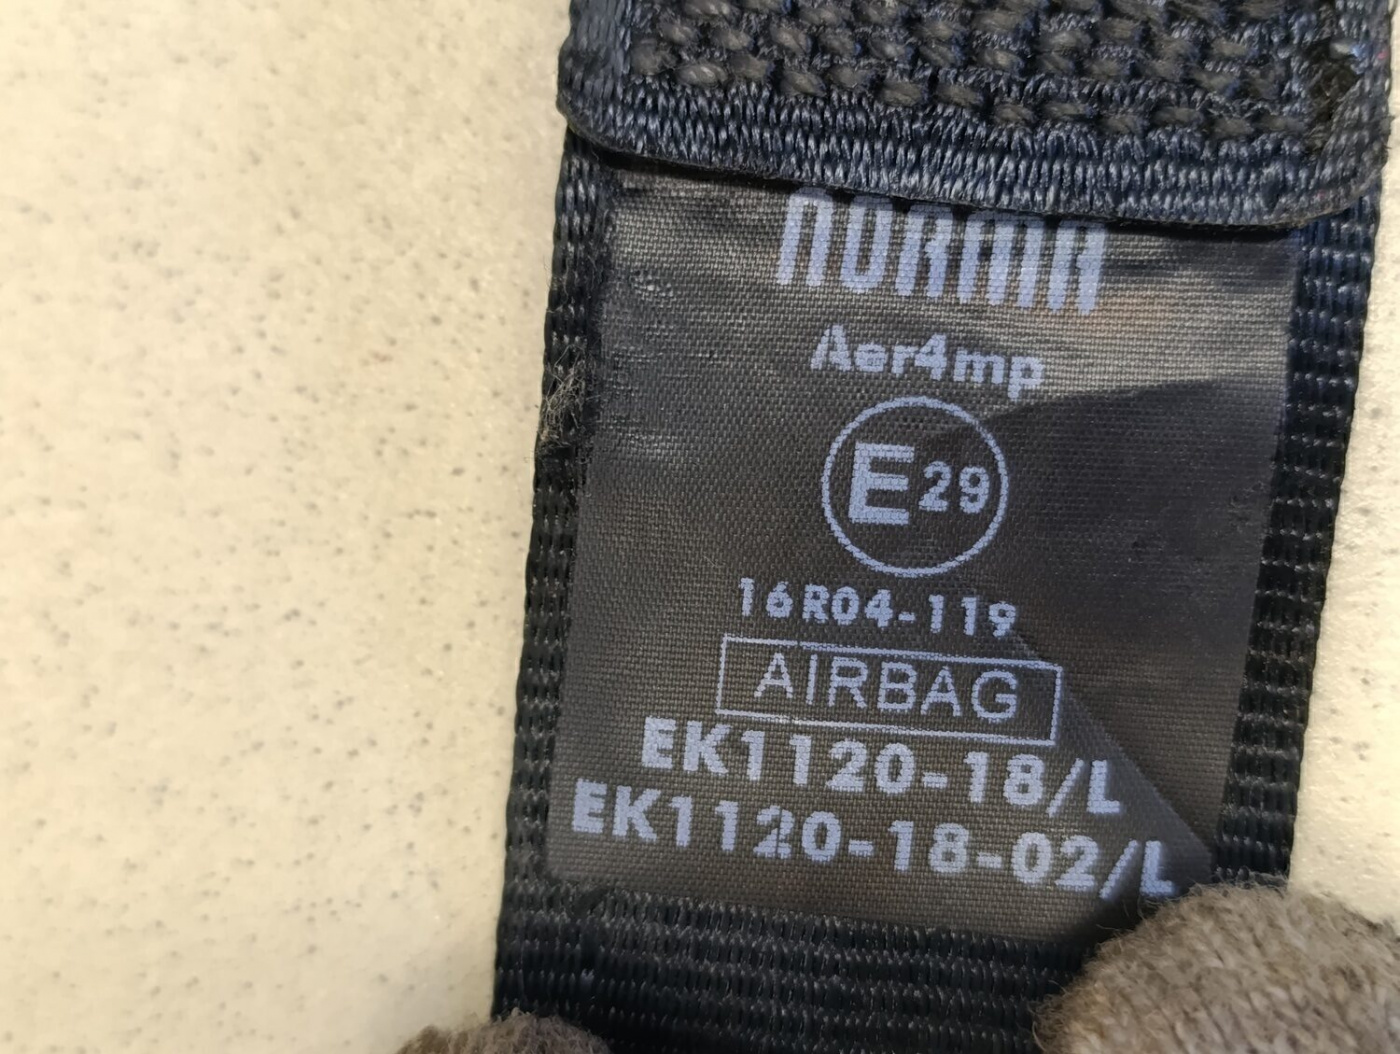 NORMA
Aer4mp
E29
16R04-119
AIRBAG
EK1120-18/L
EK1120-18-02/L